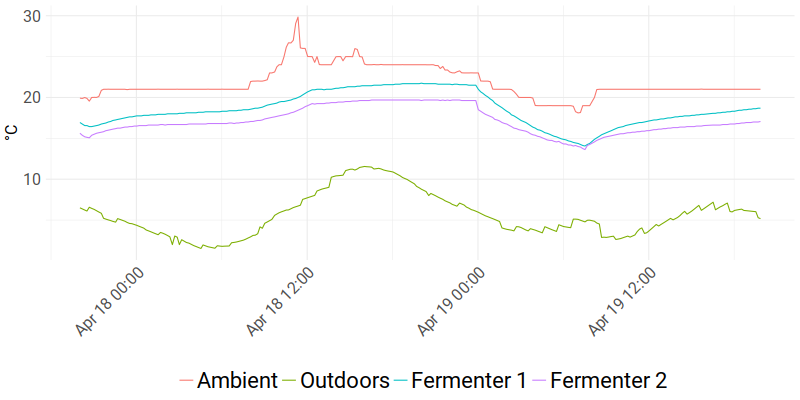 30
20
10
°C
Apr 18 00:00
Apr 18 12:00
Apr 19 00:00
Apr 19 12:00
Ambient Outdoors Fermenter 1 Fermenter 2